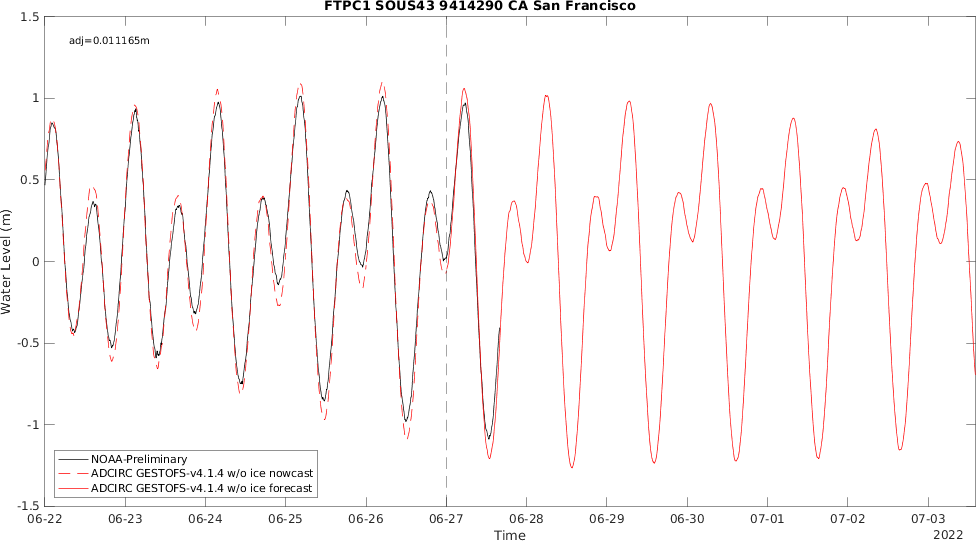 FTPC1 SOUS43 9414290 CA San Francisco
adj=0.011165m
1.5
1
0.5
0
-0.5
-1
-1.5
Water Level (m)
NOAA-Preliminary
ADCIRC GESTOFS-v4.1.4 w/o ice nowcast
ADCIRC GESTOFS-v4.1.4 w/o ice forecast
06-22 06-23 06-24 06-25 06-26 06-27 06-28 06-29 06-30 07-01 07-02 07-03
Time
2022